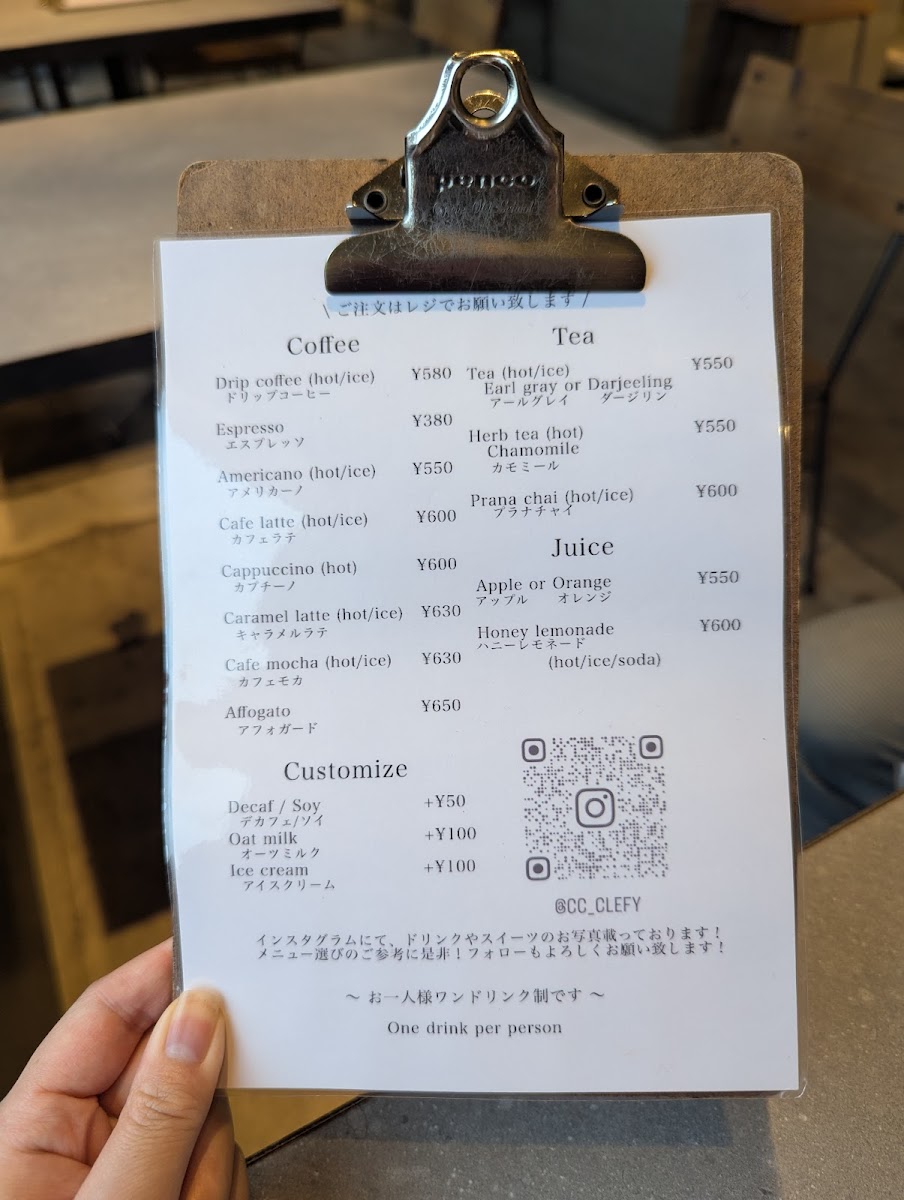 penco
\ ご注文はレジでお願い致します /
Coffee
Drip coffee (hot/ice) ¥580
ドリップコーヒー
Espresso ¥380
エスプレッソ
Americano (hot/ice) ¥550
アメリカーノ
Cafe latte (hot/ice) ¥600
カフェラテ
Cappuccino (hot) ¥600
カプチーノ
Caramel latte (hot/ice) ¥630
キャラメルラテ
Cafe mocha (hot/ice) ¥630
カフェモカ
Affogato ¥650
アフォガード
Customize
Decaf / Soy +¥50
デカフェ/ソイ
Oat milk +¥100
オーツミルク
Ice cream +¥100
アイスクリーム
Tea
Tea (hot/ice) ¥550
Earl gray or Darjeeling
アールグレイ ダージリン
Herb tea (hot) ¥550
Chamomile
カモミール
Prana chai (hot/ice) ¥600
プラナチャイ
Juice
Apple or Orange ¥550
アップル オレンジ
Honey lemonade ¥600
ハニーレモネード
(hot/ice/soda)
@CC_CLEFY
インスタグラムにて、ドリンクやスイーツのお写真載っております！
メニュー選びのご参考に是非！フォローもよろしくお願い致します！
～ お一人様ワンドリンク制です ～
One drink per person